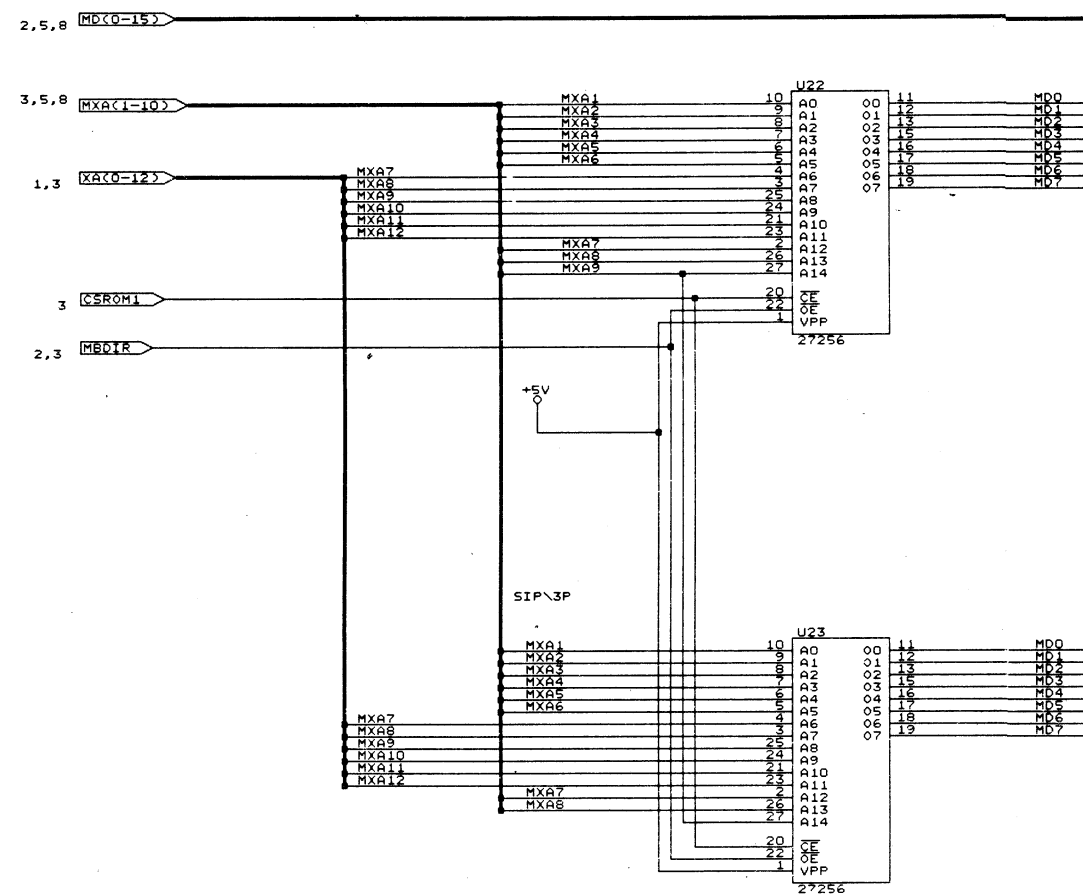 2,5,8 MD(0-15)
3,5,8 MXA(1-10)
1,3 XA(0-12)
3 CSROM1
2,3 MBDIR
U22
MXA1 10 A0 O0 11 MD0
MXA2 9 A1 O1 12 MD1
MXA3 8 A2 O2 13 MD2
MXA4 7 A3 O3 15 MD3
MXA5 6 A4 O4 16 MD4
MXA6 5 A5 O5 17 MD5
MXA7 4 A6 O6 18 MD6
MXA8 3 A7 O7 19 MD7
MXA9 25 A8
MXA10 24 A9
MXA11 21 A10
MXA12 23 A11
MXA7 2 A12
MXA8 26 A13
MXA9 27 A14
20 CE
22 OE
1 VPP
27256
+5V
SIP\3P
U23
MXA1 10 A0 O0 11 MD0
MXA2 9 A1 O1 12 MD1
MXA3 8 A2 O2 13 MD2
MXA4 7 A3 O3 15 MD3
MXA5 6 A4 O4 16 MD4
MXA6 5 A5 O5 17 MD5
MXA7 4 A6 O6 18 MD6
MXA8 3 A7 O7 19 MD7
MXA9 25 A8
MXA10 24 A9
MXA11 21 A10
MXA12 23 A11
MXA7 2 A12
MXA8 26 A13
27 A14
20 CE
22 OE
1 VPP
27256